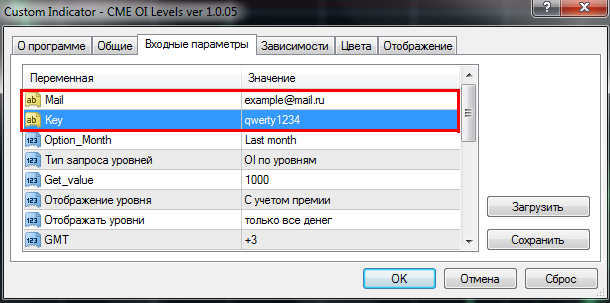 Custom Indicator - CME OI Levels ver 1.0.05
О программе Общие Входные параметры Зависимости Цвета Отображение
Переменная Значение
ab Mail example@mail.ru
ab Key qwerty1234
123 Option_Month Last month
123 Тип запроса уровней OI по уровням
123 Get_value 1000
123 Отображение уровня С учетом премии
123 Отображать уровни только все денег
123 GMT +3
Загрузить
Сохранить
OK Отмена Сброс